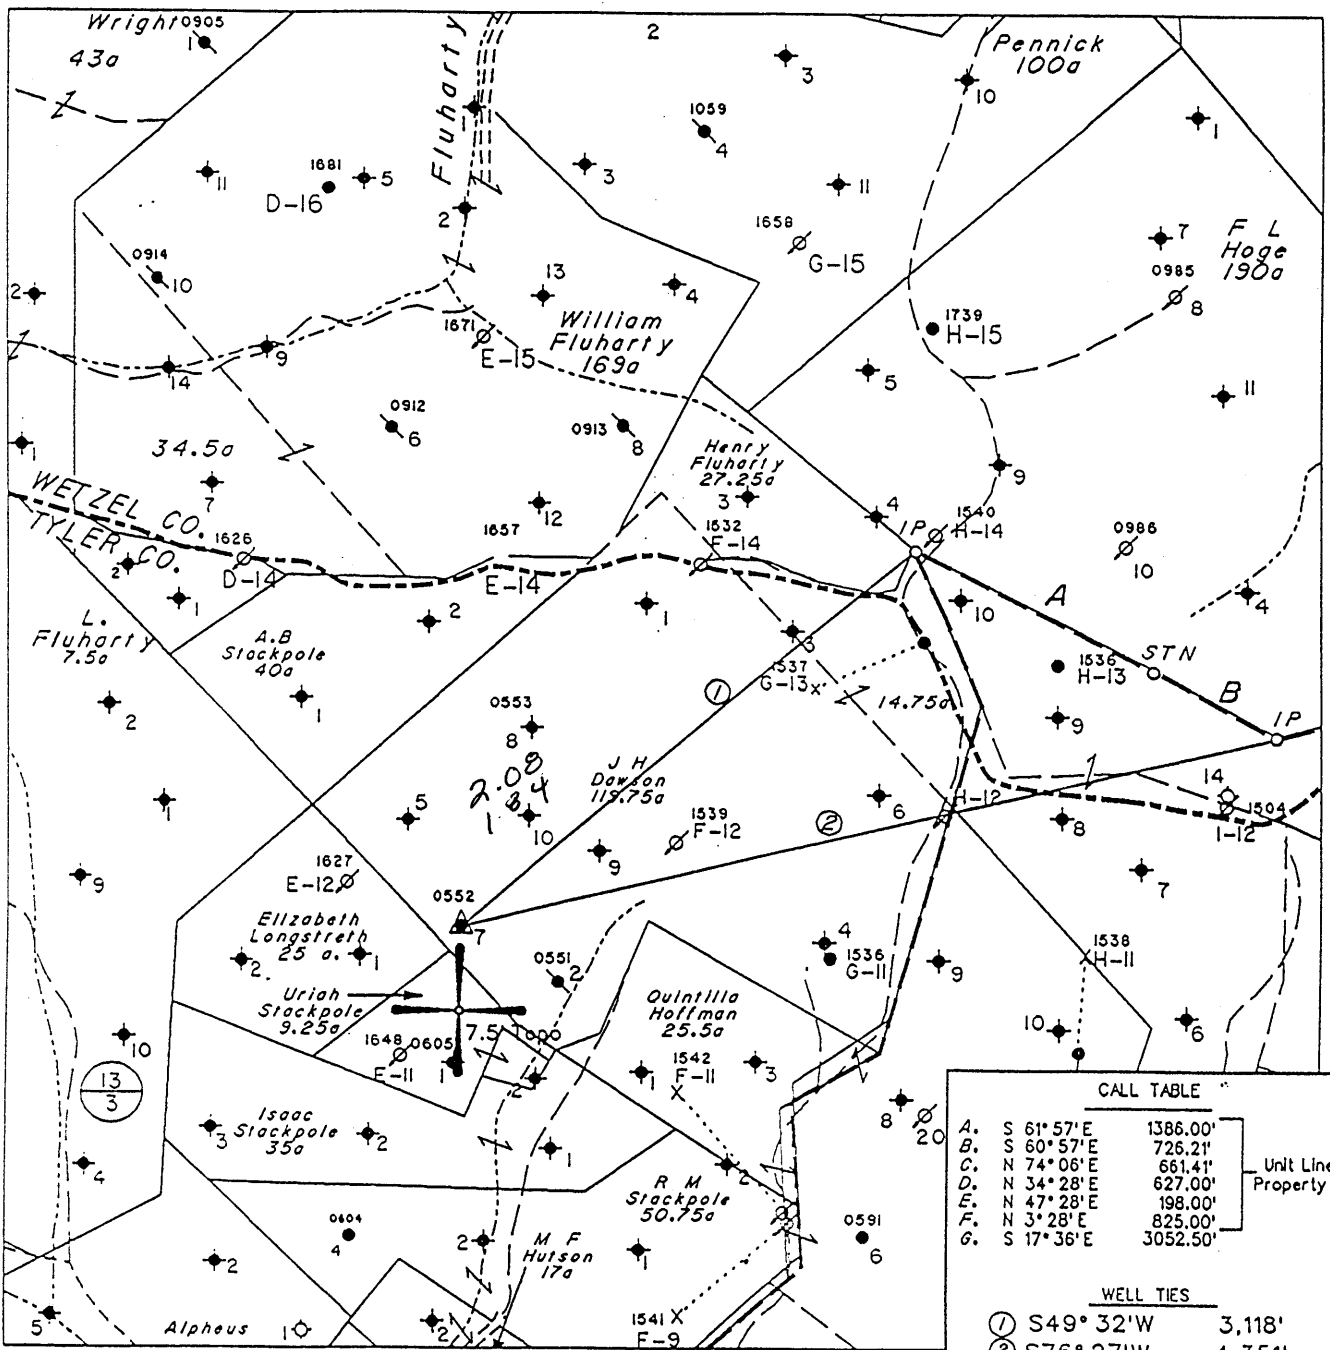 Wright 0905
1
43a
Fluharty
2
3
Pennick
100a
10
1
1
1059
4
3
11
1681
5
D-16
11
2
1658
G-15
7
F L
Hoge
190a
0985
8
0914
10
2
13
4
William
Fluharty
169a
1671
E-15
1739
H-15
9
14
5
11
0912
6
0913
8
1
34.5a
7
Henry
Fluharty
27.25a
3
9
WETZEL CO.
TYLER CO.
12
4
IP
1540
H-14
1657
1532
F-14
0986
10
1626
D-14
E-14
2
1
2
1
10
A
4
L.
Fluharty
7.5a
A.B
Stackpole
40a
3
1537
G-13 x'
1536
H-13
STN
B
IP
2
1
0553
8
1
14.75a
9
2.08
1 8 4
J H
Dawson
119.75a
5
10
1
1539
F-12
2
6
H-12
8
14
1504
I-12
9
9
7
1627
E-12
0552
7
Elizabeth
Longstreth
25 a.
2
1
0551
2
4
1536
G-11
9
1538
H-11
Uriah
Stackpole
9.25a
Quintilla
Hoffman
25.5a
10
7.5
10
6
1648
E-11
0605
1
2
1
1542
F-11
3
13
3
8
20
Isaac
Stackpole
35a
3
2
1
4
2
R M
Stackpole
50.75a
0604
4
2
2
M F
Hutson
17a
1
0591
6
5
Alpheus
1
2
1541 X
F-9
CALL TABLE
A. S 61° 57' E 1386.00'
B. S 60° 57' E 726.21'
C. N 74° 06' E 661.41'
D. N 34° 28' E 627.00'
E. N 47° 28' E 198.00'
F. N 3° 28' E 825.00'
G. S 17° 36' E 3052.50'
Unit Line
Property
WELL TIES
1 S49° 32'W 3,118'